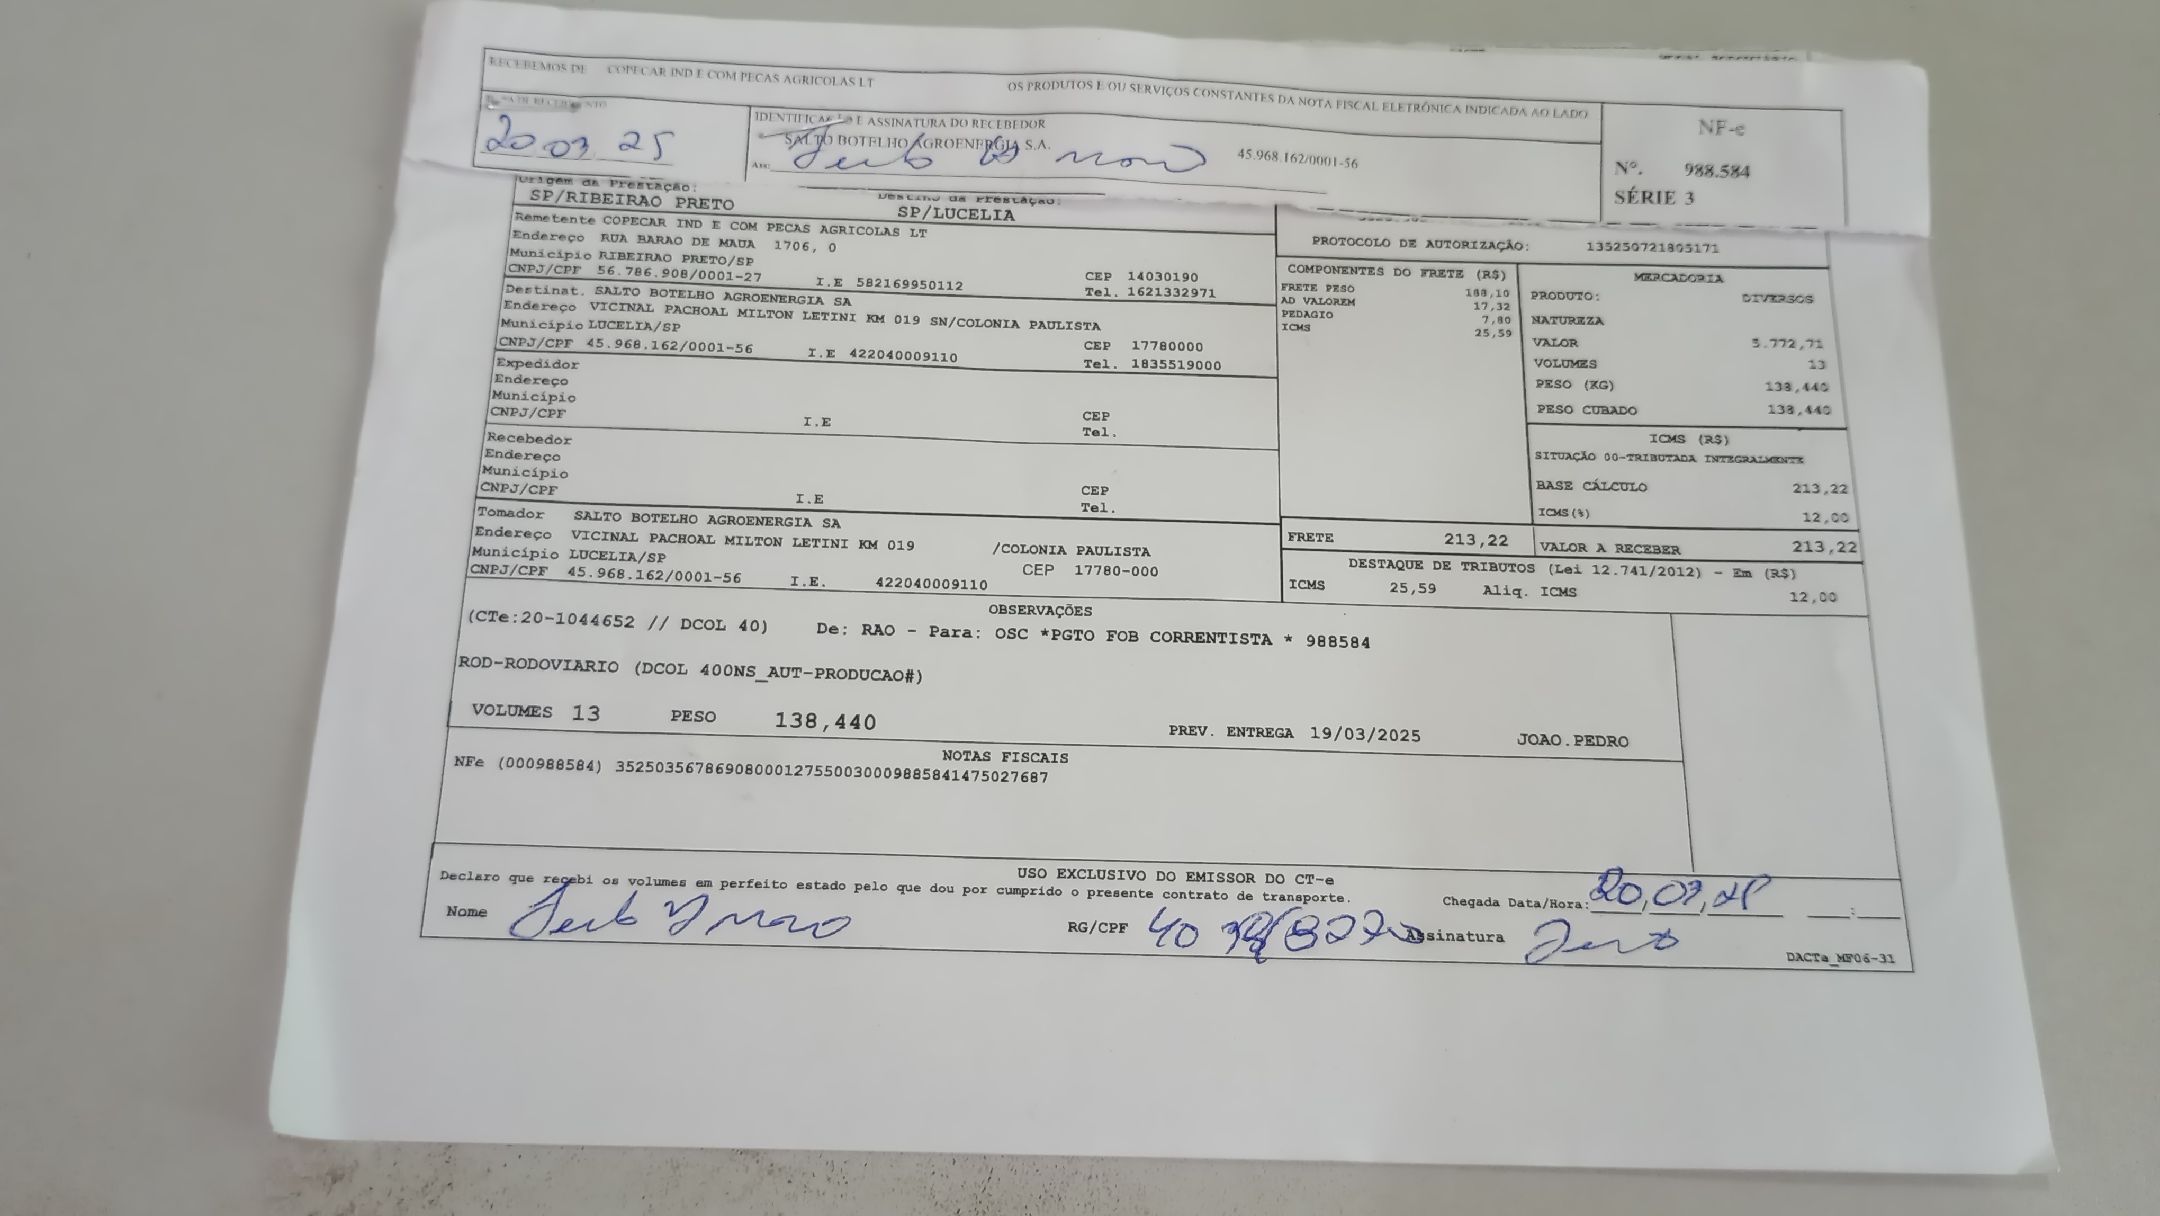 RECEBEMOS DE COPECAR IND E COM PECAS AGRICOLAS LT OS PRODUTOS E OU SERVIÇOS CONSTANTES DA NOTA FISCAL ELETRÔNICA INDICADA AO LADO
DATA DE RECEBIMENTO
20 03 25
IDENTIFICAÇÃO E ASSINATURA DO RECEBEDOR
SALTO BOTELHO AGROENERGIA S.A. 45.968.162/0001-56
Ass:
NF-e
Nº. 988.584
SÉRIE 3
Origem da Prestação:
SP/RIBEIRAO PRETO
Destino da Prestação:
SP/LUCELIA
Remetente COPECAR IND E COM PECAS AGRICOLAS LT
Endereço RUA BARAO DE MAUA 1706, 0
Município RIBEIRAO PRETO/SP CEP 14030190
CNPJ/CPF 56.786.908/0001-27 I.E 582169950112 Tel. 1621332971
Destinat. SALTO BOTELHO AGROENERGIA SA
Endereço VICINAL PACHOAL MILTON LETINI KM 019 SN/COLONIA PAULISTA
Município LUCELIA/SP CEP 17780000
CNPJ/CPF 45.968.162/0001-56 I.E 422040009110 Tel. 1835519000
Expedidor
Endereço
Município CEP
CNPJ/CPF I.E Tel.
Recebedor
Endereço
Município CEP
CNPJ/CPF I.E Tel.
Tomador SALTO BOTELHO AGROENERGIA SA
Endereço VICINAL PACHOAL MILTON LETINI KM 019 /COLONIA PAULISTA
Município LUCELIA/SP CEP 17780-000
CNPJ/CPF 45.968.162/0001-56 I.E. 422040009110
PROTOCOLO DE AUTORIZAÇÃO: 135250721805171
COMPONENTES DO FRETE (R$)
FRETE PESO 188,10
AD VALOREM 17,32
PEDAGIO 7,80
ICMS 25,59
MERCADORIA
PRODUTO: DIVERSOS
NATUREZA
VALOR 5.772,71
VOLUMES 13
PESO (KG) 138,440
PESO CUBADO 138,440
ICMS (R$)
SITUAÇÃO 00-TRIBUTADA INTEGRALMENTE
BASE CÁLCULO 213,22
ICMS(%) 12,00
FRETE 213,22 VALOR A RECEBER 213,22
DESTAQUE DE TRIBUTOS (Lei 12.741/2012) - Em (R$)
ICMS 25,59 Aliq. ICMS 12,00
OBSERVAÇÕES
(CTe:20-1044652 // DCOL 40) De: RAO - Para: OSC *PGTO FOB CORRENTISTA * 988584
ROD-RODOVIARIO (DCOL 400NS_AUT-PRODUCAO#)
VOLUMES 13 PESO 138,440 PREV. ENTREGA 19/03/2025 JOAO.PEDRO
NOTAS FISCAIS
NFe (000988584) 35250356786908000127550030009885841475027687
USO EXCLUSIVO DO EMISSOR DO CT-e
Declaro que recebi os volumes em perfeito estado pelo que dou por cumprido o presente contrato de transporte. Chegada Data/Hora: 20,03,25 :
Nome RG/CPF Assinatura
DACTe_MF06-31